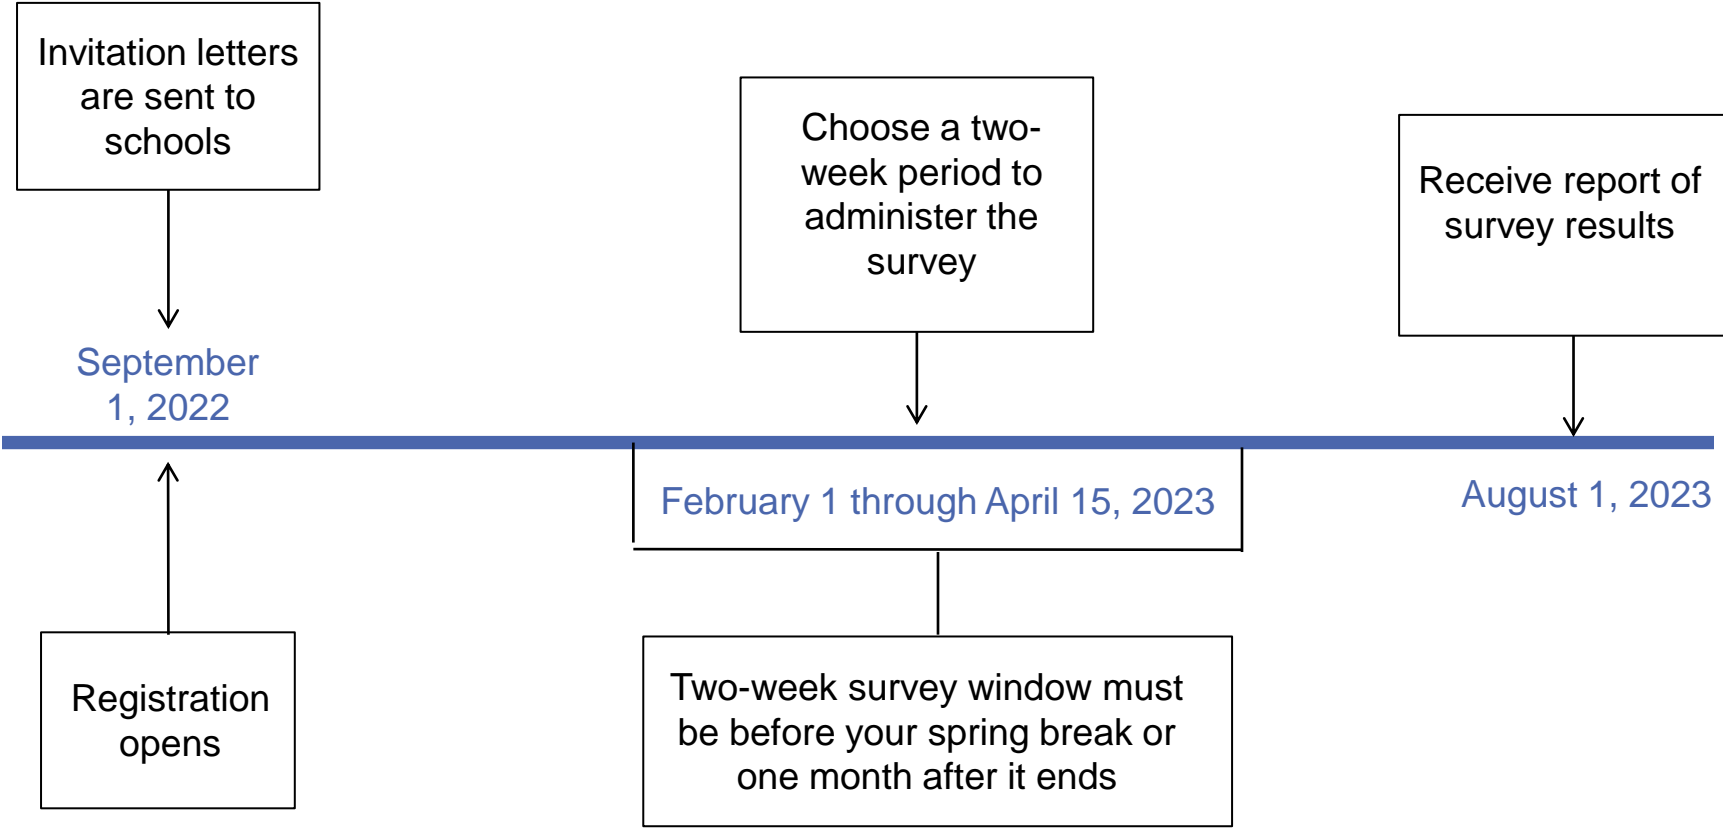 Invitation letters
are sent to
schools
Choose a two-
week period to
administer the
survey
Receive report of
survey results
September
1, 2022
February 1 through April 15, 2023
August 1, 2023
Registration
opens
Two-week survey window must
be before your spring break or
one month after it ends